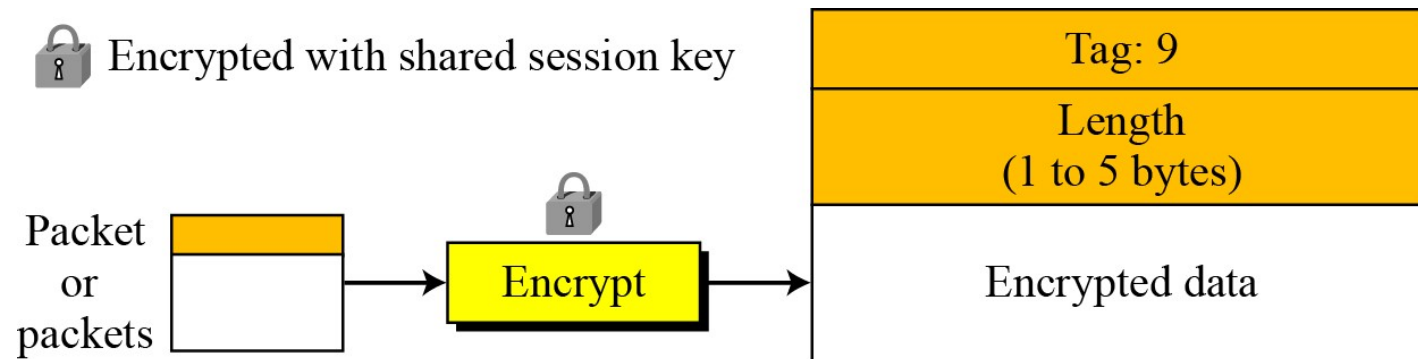 Encrypted with shared session key
Tag: 9
Length
(1 to 5 bytes)
Packet
or
packets
Encrypt
Encrypted data